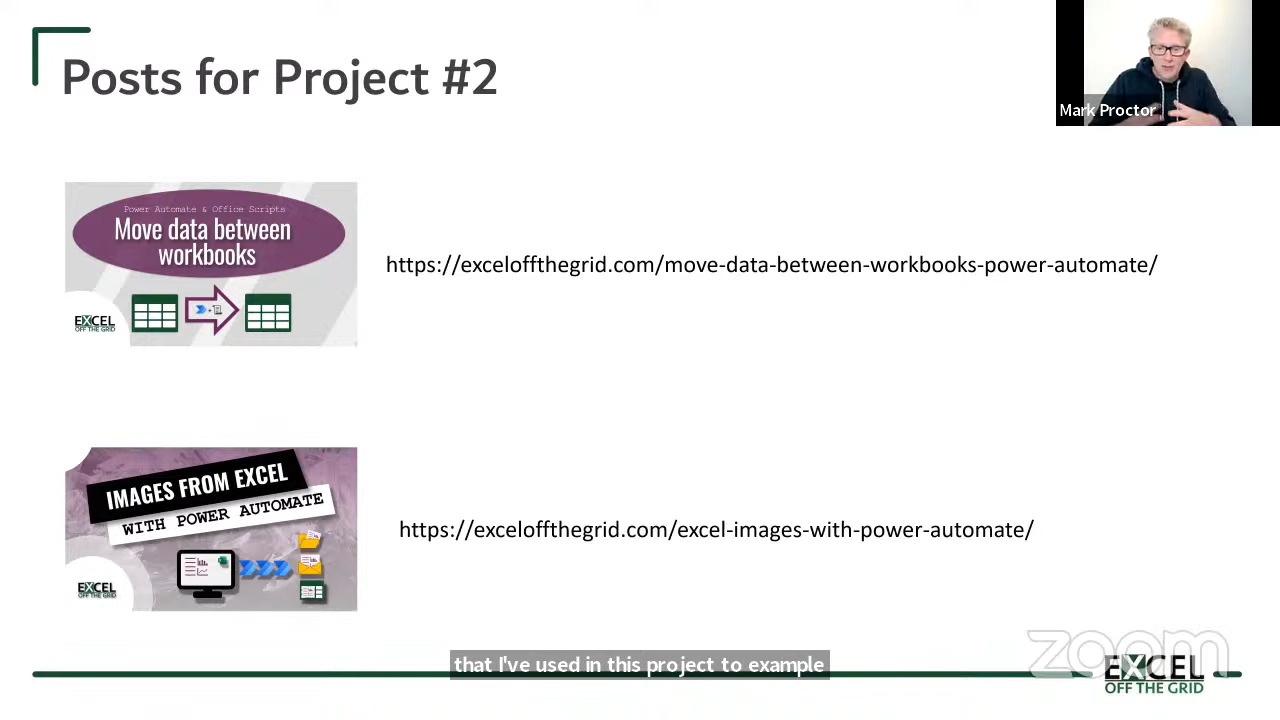 Posts for Project #2
Mark Proctor
Power Automate & Office Scripts
Move data between
workbooks
EXCEL
OFF THE GRID
https://exceloffthegrid.com/move-data-between-workbooks-power-automate/
IMAGES FROM EXCEL
WITH POWER AUTOMATE
EXCEL
OFF THE GRID
https://exceloffthegrid.com/excel-images-with-power-automate/
that I've used in this project to example
zoom
EXCEL
OFF THE GRID